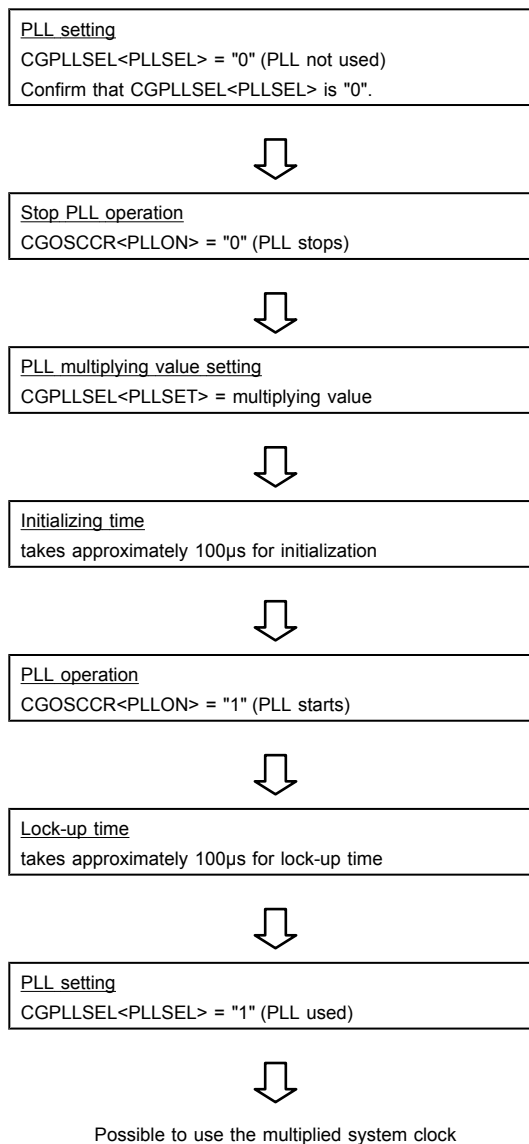 PLL setting
CGPLLSEL<PLLSEL> = "0" (PLL not used)
Confirm that CGPLLSEL<PLLSEL> is "0".
Stop PLL operation
CGOSCCR<PLLON> = "0" (PLL stops)
PLL multiplying value setting
CGPLLSEL<PLLSET> = multiplying value
Initializing time
takes approximately 100µs for initialization
PLL operation
CGOSCCR<PLLON> = "1" (PLL starts)
Lock-up time
takes approximately 100µs for lock-up time
PLL setting
CGPLLSEL<PLLSEL> = "1" (PLL used)
Possible to use the multiplied system clock